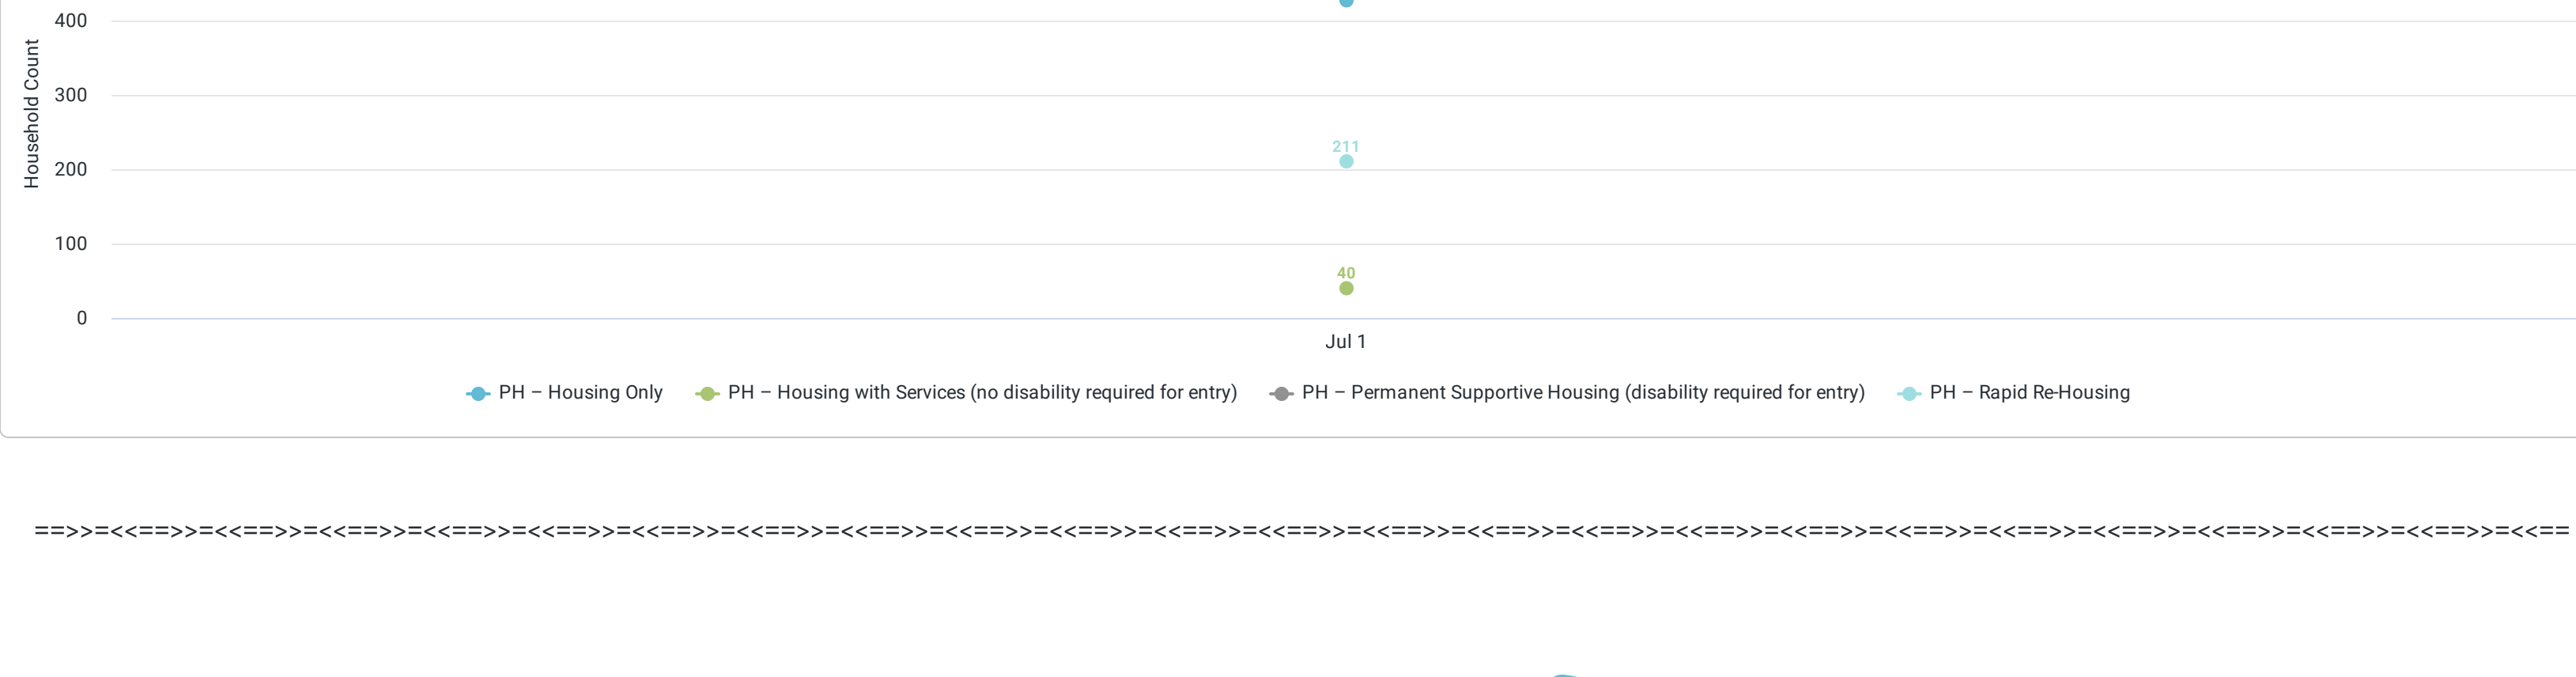 400
Household Count
300
211
200
100
40
0
Jul 1
PH – Housing Only PH – Housing with Services (no disability required for entry) PH – Permanent Supportive Housing (disability required for entry) PH – Rapid Re-Housing
==>>=<<==>>=<<==>>=<<==>>=<<==>>=<<==>>=<<==>>=<<==>>=<<==>>=<<==>>=<<==>>=<<==>>=<<==>>=<<==>>=<<==>>=<<==>>=<<==>>=<<==>>=<<==>>=<<==>>=<<==>>=<<==>>=<<==>>=<<==>>=<<==